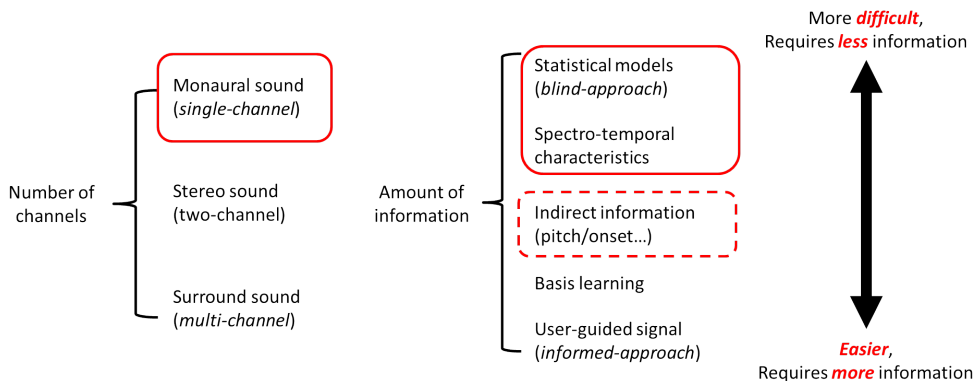 Number of
channels
Monaural sound
(single-channel)
Stereo sound
(two-channel)
Surround sound
(multi-channel)
Amount of
information
Statistical models
(blind-approach)
Spectro-temporal
characteristics
Indirect information
(pitch/onset...)
Basis learning
User-guided signal
(informed-approach)
More difficult,
Requires less information
Easier,
Requires more information